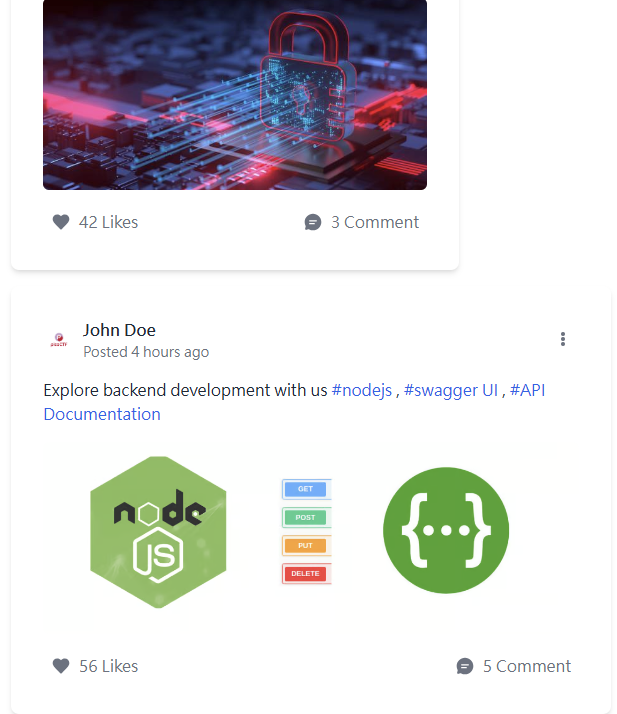 42 Likes
3 Comment
John Doe
Posted 4 hours ago
Explore backend development with us #nodejs , #swagger UI , #API
Documentation
node
JS
GET
POST
PUT
DELETE
{...}
56 Likes
5 Comment